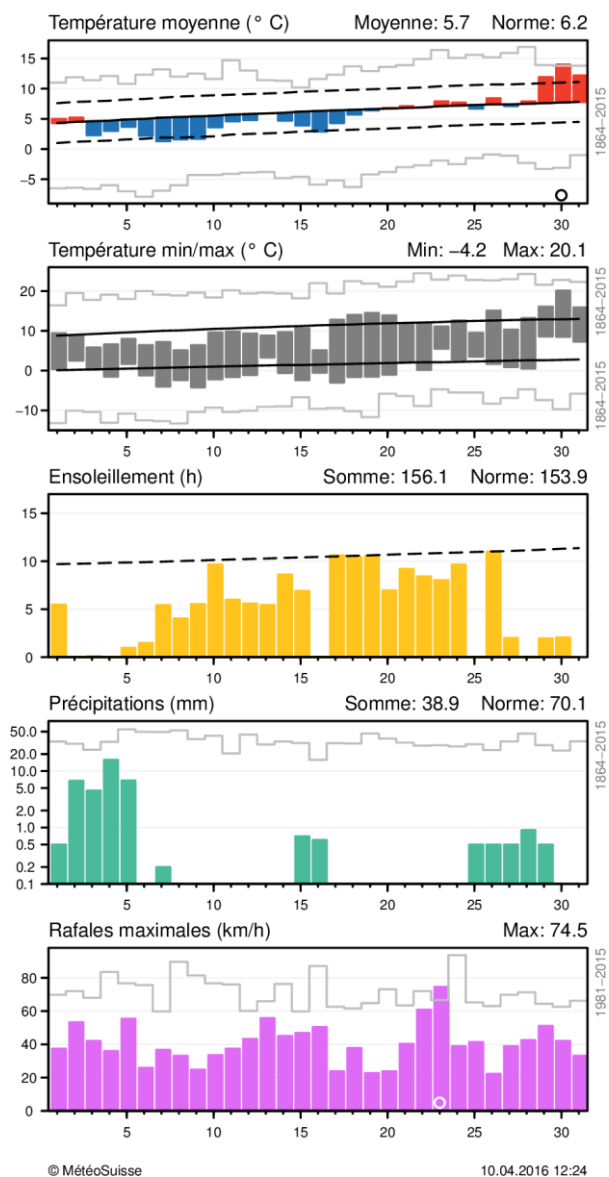 Température moyenne (° C) Moyenne: 5.7 Norme: 6.2
15
10
5
0
−5
5 10 15 20 25 30
1864−2015
Température min/max (° C) Min: −4.2 Max: 20.1
20
10
0
−10
5 10 15 20 25 30
1864−2015
1864−2015
Ensoleillement (h) Somme: 156.1 Norme: 153.9
15
10
5
0
5 10 15 20 25 30
Précipitations (mm) Somme: 38.9 Norme: 70.1
50.0
20.0
10.0
5.0
2.0
1.0
0.5
0.2
0.1
5 10 15 20 25 30
1864−2015
Rafales maximales (km/h) Max: 74.5
80
60
40
20
0
5 10 15 20 25 30
1981−2015
© MétéoSuisse 10.04.2016 12:24